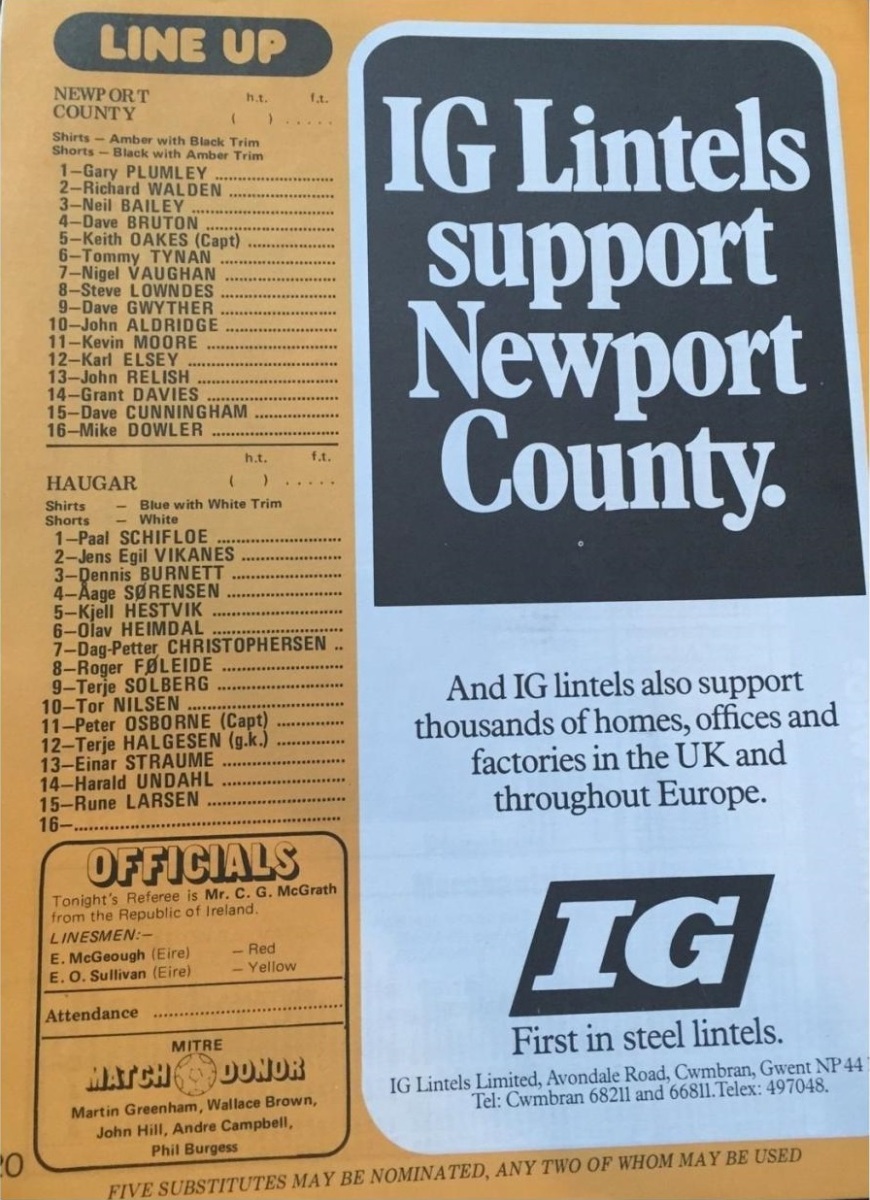 LINE UP
NEWPORT h.t. f.t.
COUNTY ( ) .....
Shirts – Amber with Black Trim
Shorts – Black with Amber Trim
1–Gary PLUMLEY ..............................
2–Richard WALDEN ..............................
3–Neil BAILEY ..............................
4–Dave BRUTON ..............................
5–Keith OAKES (Capt) ..............................
6–Tommy TYNAN ..............................
7–Nigel VAUGHAN ..............................
8–Steve LOWNDES ..............................
9–Dave GWYTHER ..............................
10–John ALDRIDGE ..............................
11–Kevin MOORE ..............................
12–Karl ELSEY ..............................
13–John RELISH ..............................
14–Grant DAVIES ..............................
15–Dave CUNNINGHAM ..............................
16–Mike DOWLER ..............................
h.t. f.t.
HAUGAR ( ) .....
Shirts – Blue with White Trim
Shorts – White
1–Paal SCHIFLOE ..............................
2–Jens Egil VIKANES ..............................
3–Dennis BURNETT ..............................
4–Åage SØRENSEN ..............................
5–Kjell HESTVIK ..............................
6–Olav HEIMDAL ..............................
7–Dag-Petter CHRISTOPHERSEN ..
8–Roger FØLEIDE ..............................
9–Terje SOLBERG ..............................
10–Tor NILSEN ..............................
11–Peter OSBORNE (Capt) ..............................
12–Terje HALGESEN (g.k.) ..............................
13–Einar STRAUME ..............................
14–Harald UNDAHL ..............................
15–Rune LARSEN ..............................
16–..............................
OFFICIALS
Tonight's Referee is Mr. C. G. McGrath
from the Republic of Ireland.
LINESMEN:–
E. McGeough (Eire) – Red
E. O. Sullivan (Eire) – Yellow
Attendance ..............................
MITRE
MATCH DONOR
Martin Greenham, Wallace Brown,
John Hill, Andre Campbell,
Phil Burgess
IG Lintels
support
Newport
County.
And IG lintels also support
thousands of homes, offices and
factories in the UK and
throughout Europe.
IG
First in steel lintels.
IG Lintels Limited, Avondale Road, Cwmbran, Gwent NP44
Tel: Cwmbran 68211 and 66811. Telex: 497048.
20
FIVE SUBSTITUTES MAY BE NOMINATED, ANY TWO OF WHOM MAY BE USED